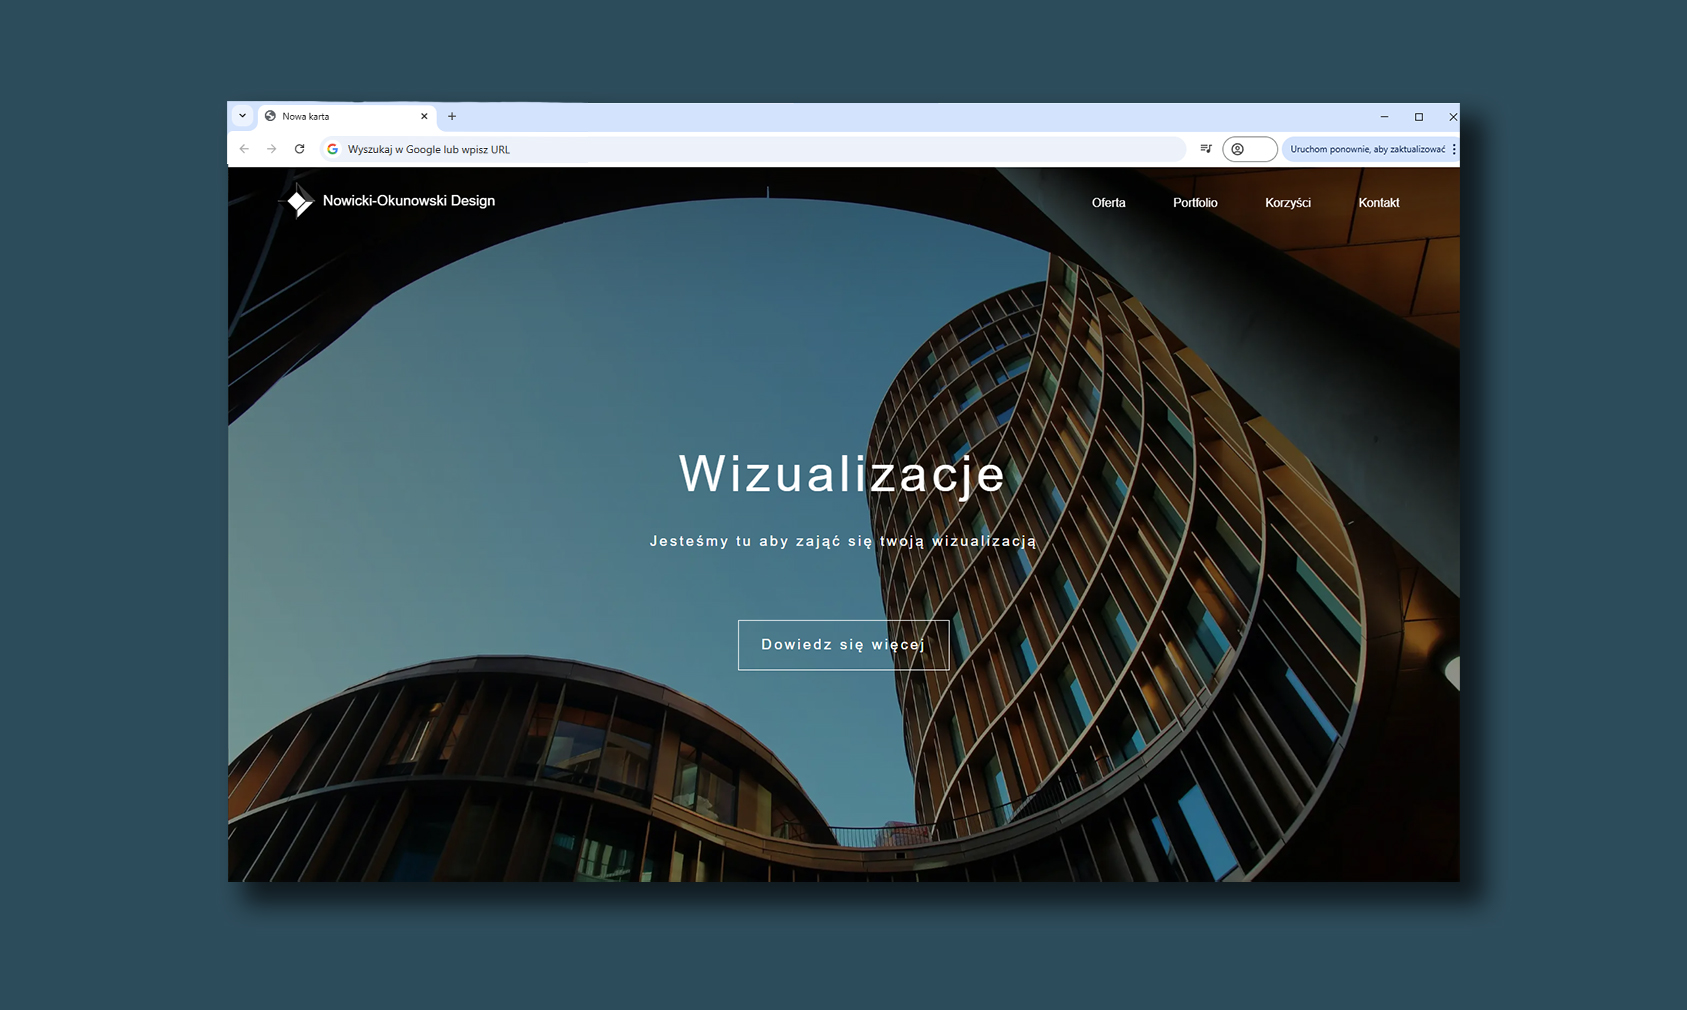 Nowa karta
Wyszukaj w Google lub wpisz URL
Uruchom ponownie, aby zaktualizować
Nowicki-Okunowski Design
Oferta
Portfolio
Korzyści
Kontakt
Wizualizacje
Jesteśmy tu aby zająć się twoją wizualizacją
Dowiedz się więcej